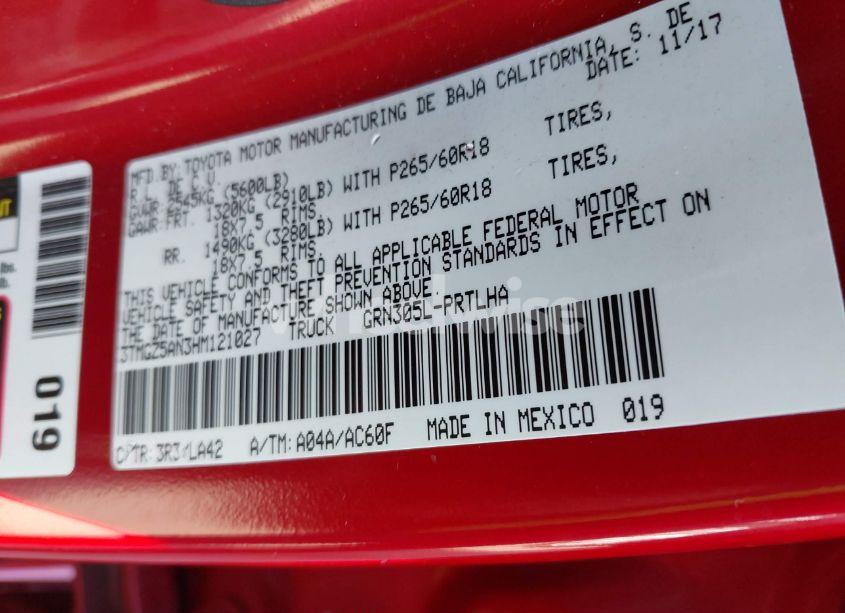 MFD.BY:TOYOTA MOTOR MANUFACTURING DE BAJA CALIFORNIA, S. DE
R.L. DE C.V. DATE: 11/17
GVWR: 2545KG (5600LB)
GAWR:FRT. 1320KG (2910LB) WITH P265/60R18 TIRES,
18X7.5 RIMS,
RR. 1490KG (3280LB) WITH P265/60R18 TIRES,
18X7.5 RIMS,
THIS VEHICLE CONFORMS TO ALL APPLICABLE FEDERAL MOTOR
VEHICLE SAFETY AND THEFT PREVENTION STANDARDS IN EFFECT ON
THE DATE OF MANUFACTURE SHOWN ABOVE.
3TMGZ5AN3HM121027 TRUCK GRN305L-PRTLHA
A/TM: A04A/AC60F MADE IN MEXICO 019
019
lbs.